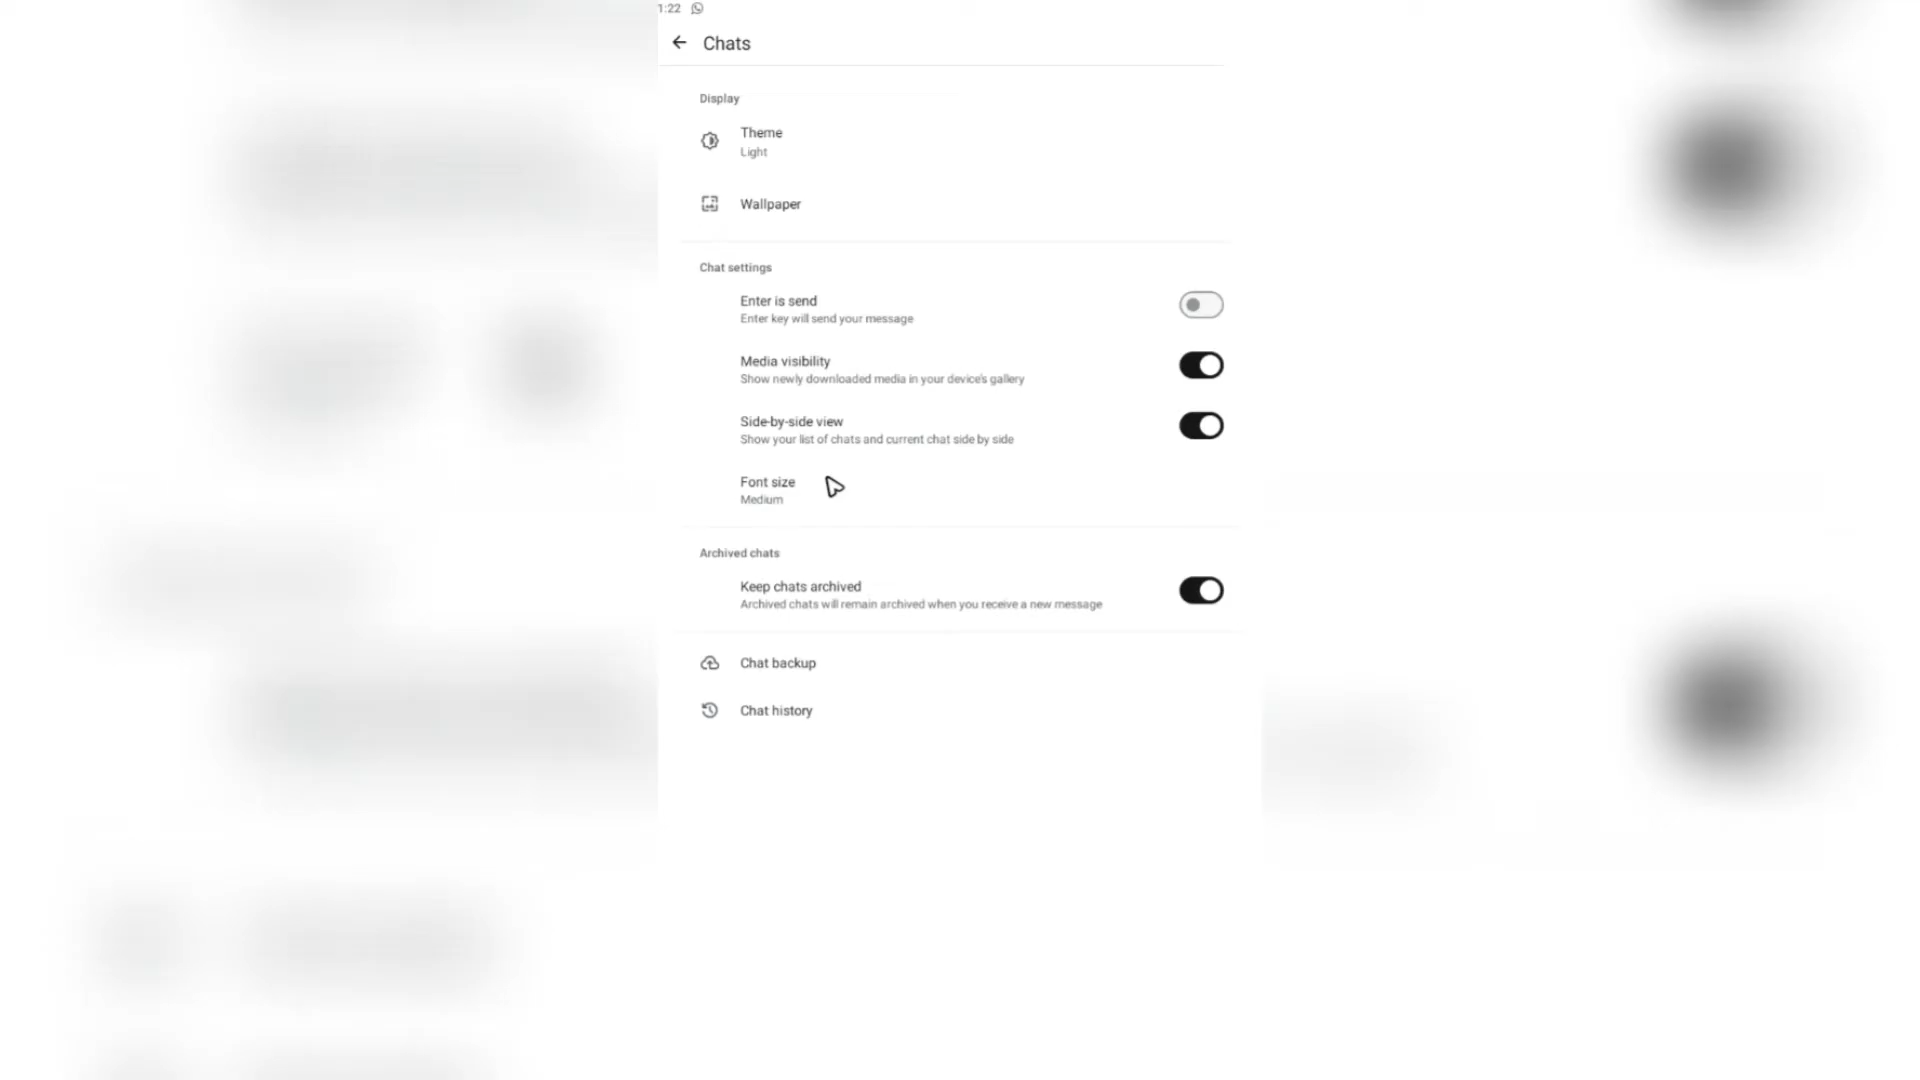 1:22
Chats
Display
Theme
Light
Wallpaper
Chat settings
Enter is send
Enter key will send your message
Media visibility
Show newly downloaded media in your device's gallery
Side-by-side view
Show your list of chats and current chat side by side
Font size
Medium
Archived chats
Keep chats archived
Archived chats will remain archived when you receive a new message
Chat backup
Chat history